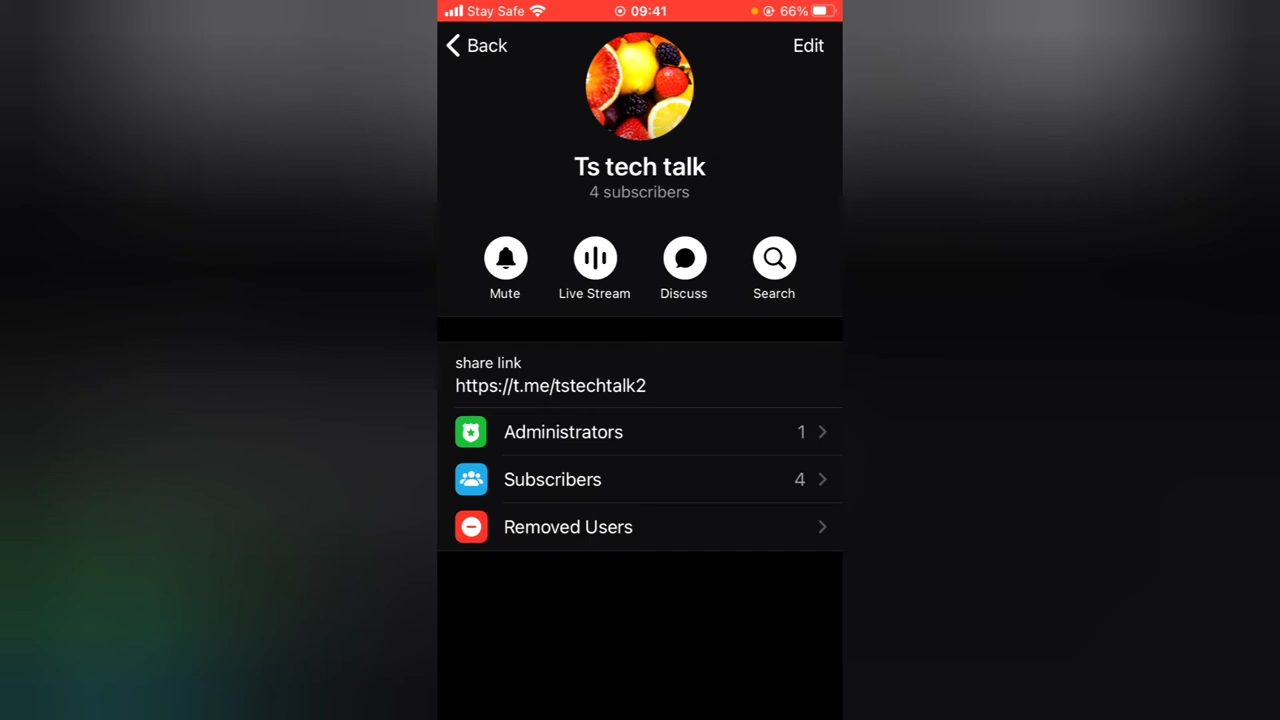 Stay Safe 09:41 66%
Back Edit
Ts tech talk
4 subscribers
Mute Live Stream Discuss Search
share link
https://t.me/tstechtalk2
Administrators 1
Subscribers 4
Removed Users